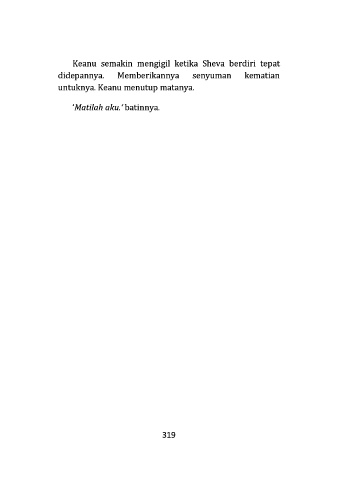 Keanu semakin mengigil ketika Sheva berdiri tepat
didepannya. Memberikannya senyuman kematian
untuknya. Keanu menutup matanya.
'Matilah aku.' batinnya.
319